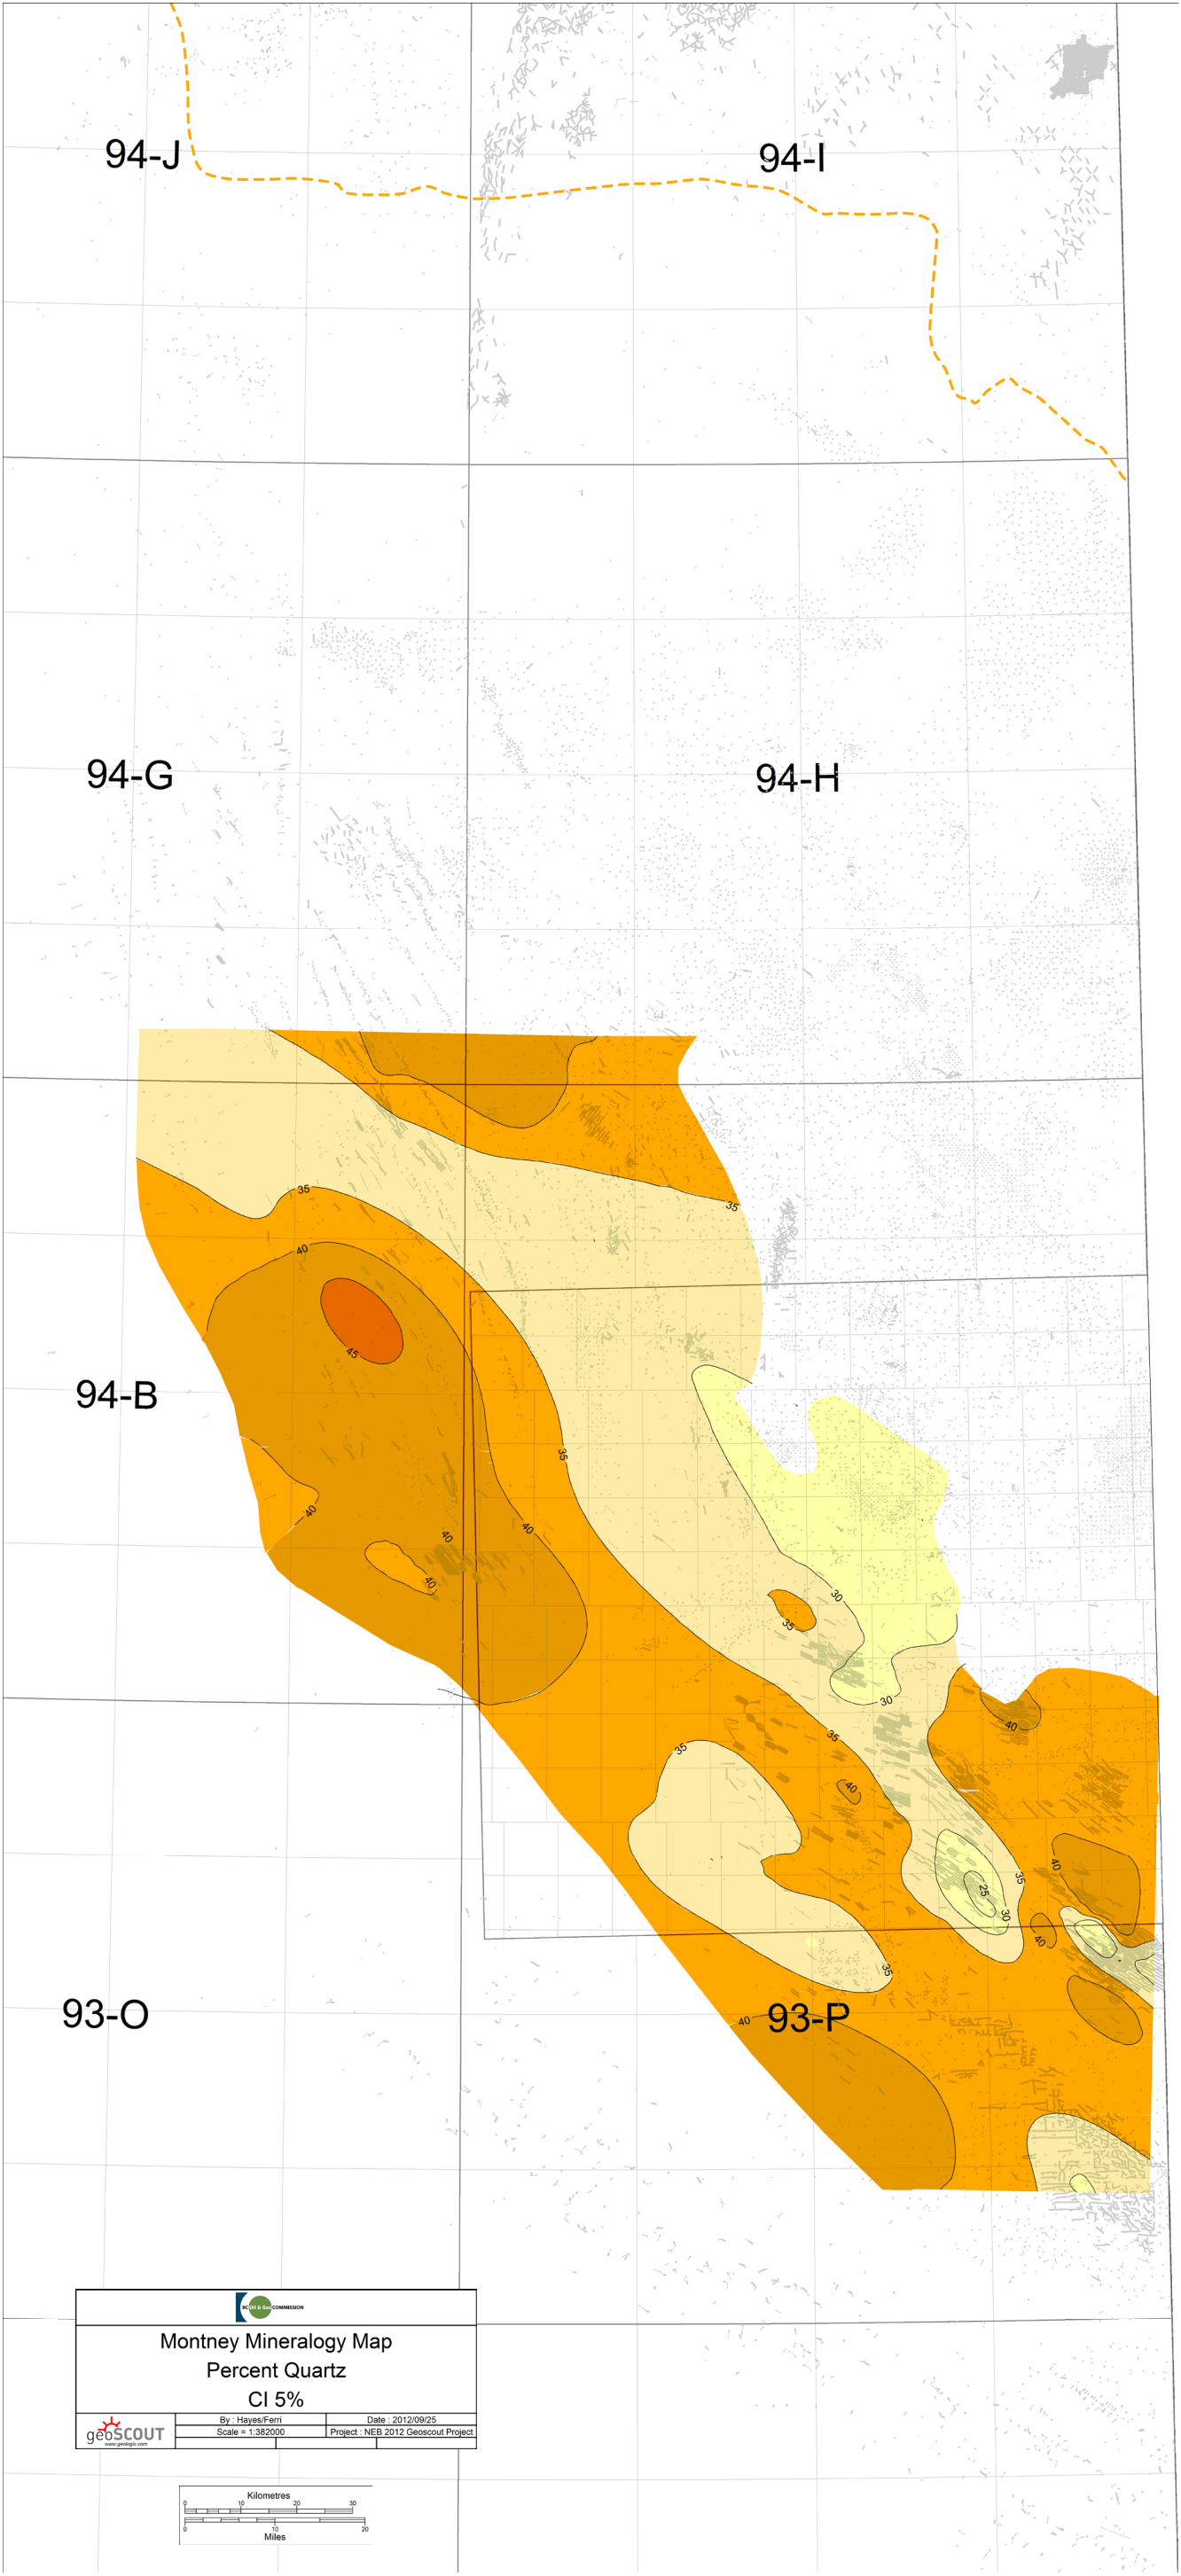 94-J
94-I
94-G
94-H
35
35
40
45
94-B
35
40
40
40
40
30
35
30
40
35
35
40
40
35
25
30
40
35
93-O
93-P
40
BC Oil & Gas COMMISSION
Montney Mineralogy Map
Percent Quartz
CI 5%
geoSCOUT
www.geologic.com
By : Hayes/Ferri
Date : 2012/09/25
Scale = 1:382000
Project : NEB 2012 Geoscout Project
Kilometres
0 10 20 30
0 10 20
Miles